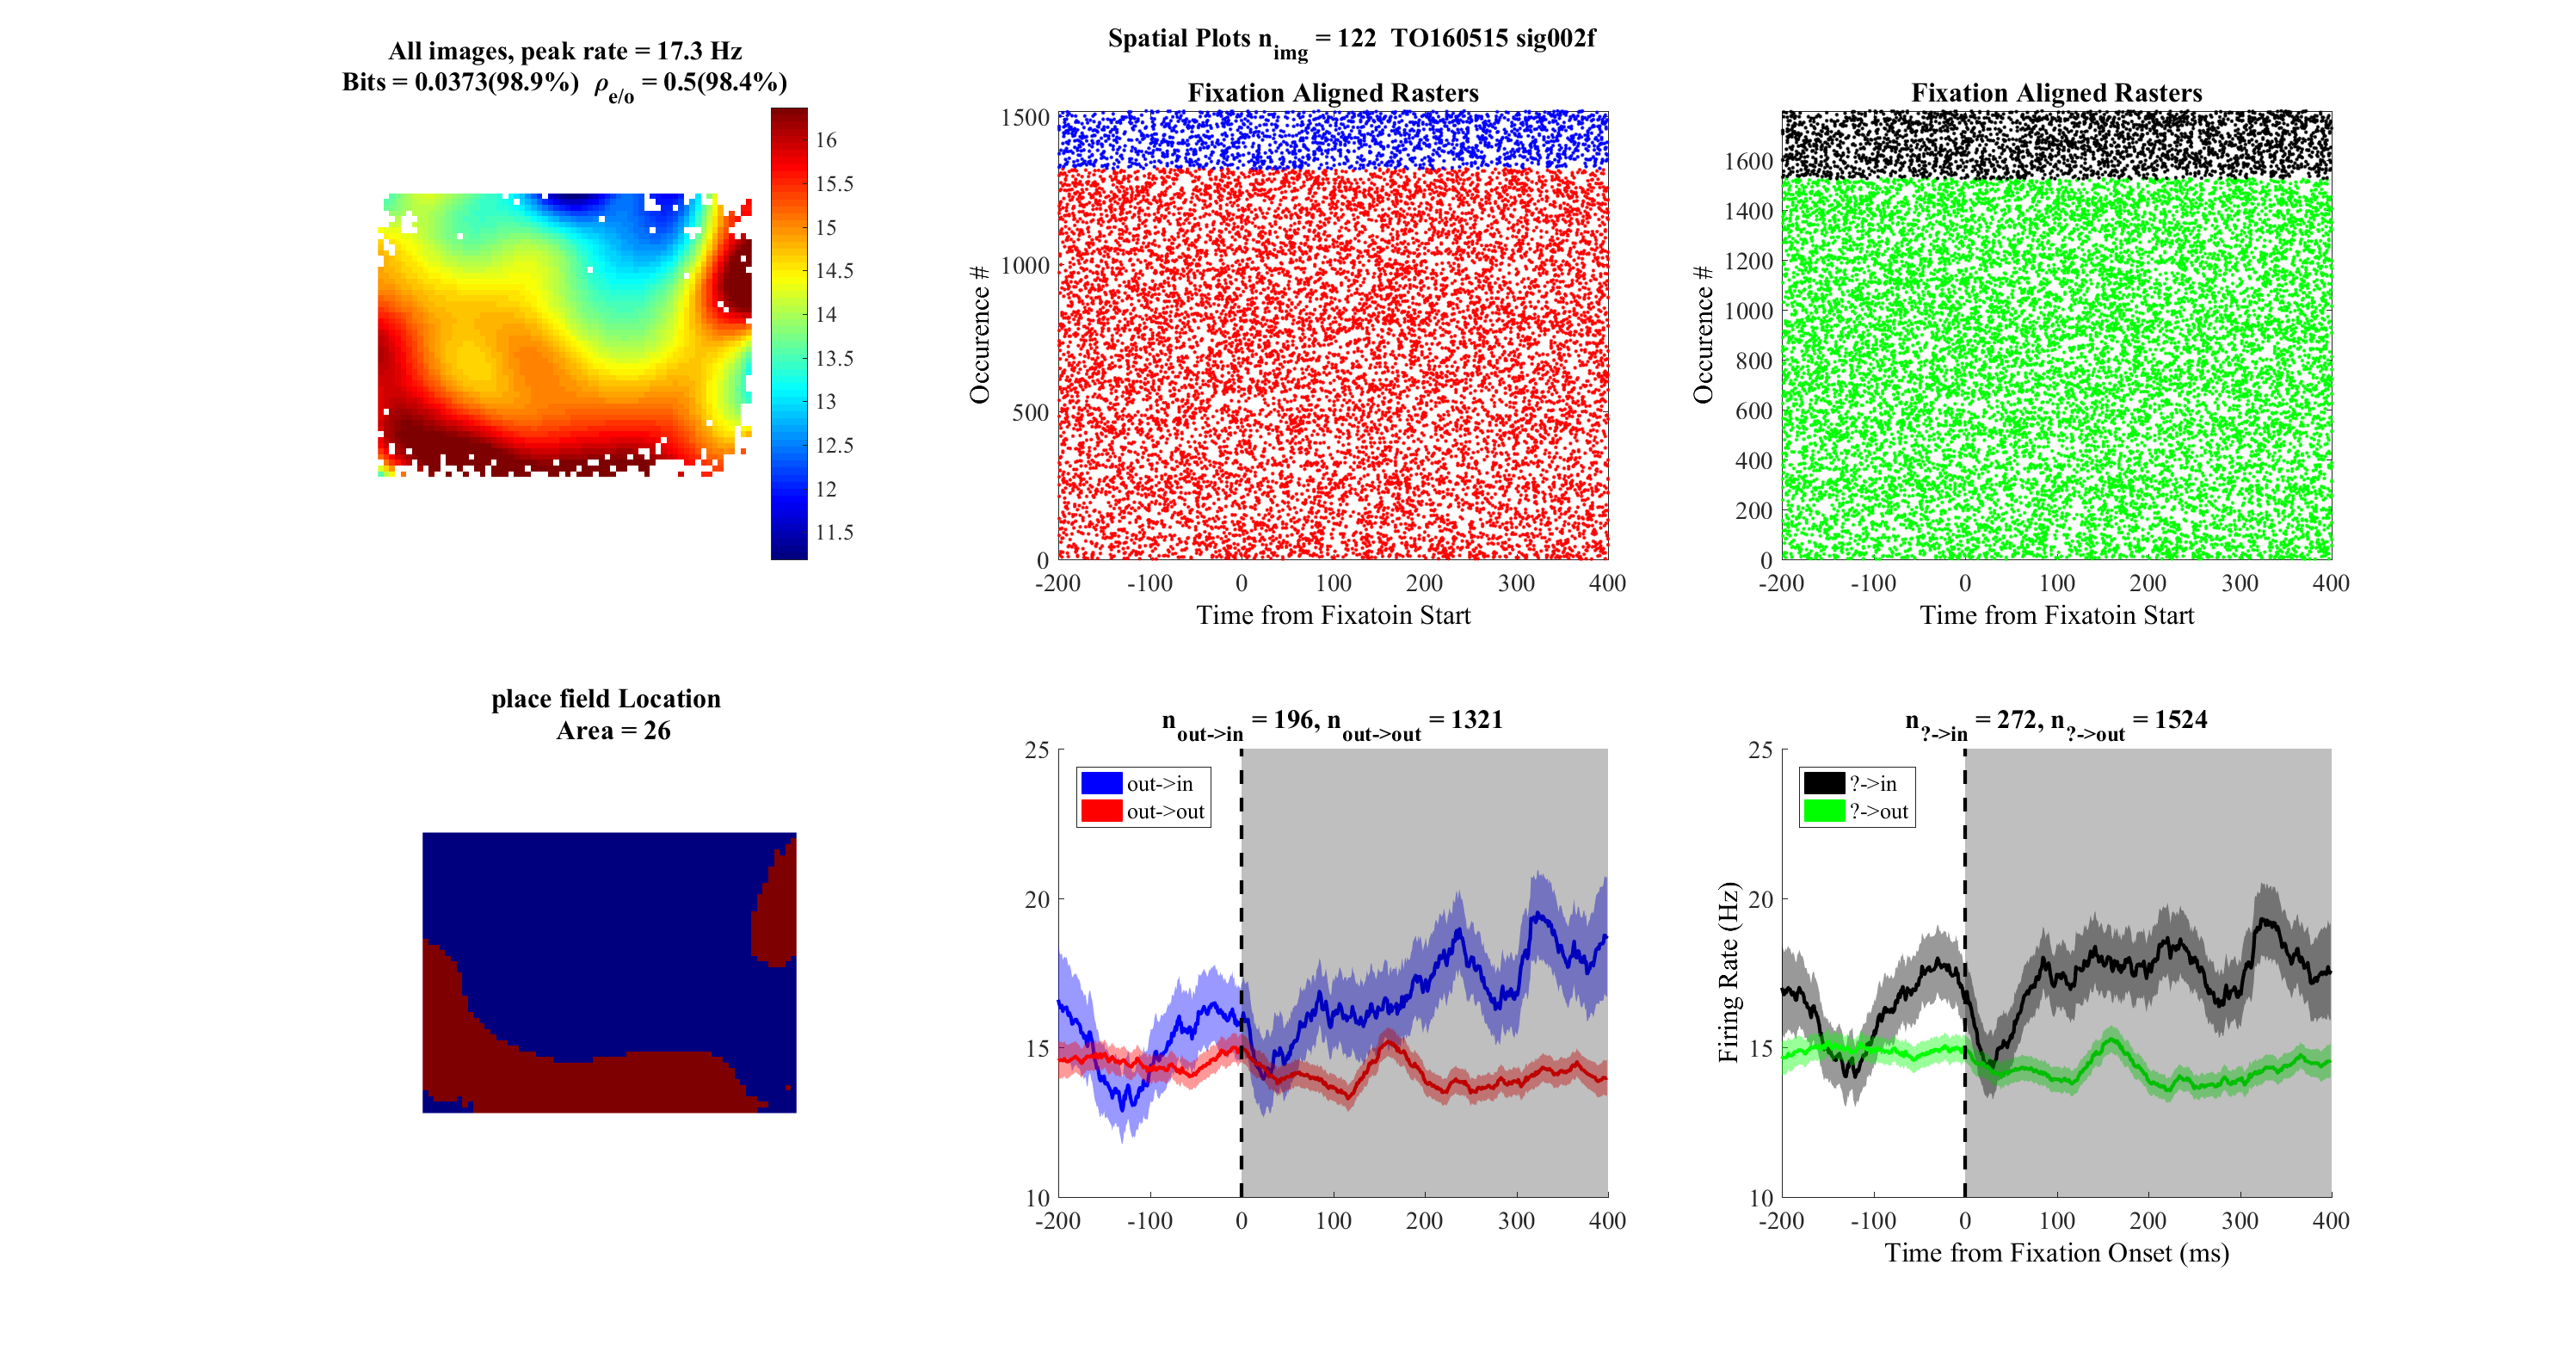 All images, peak rate = 17.3 Hz
Bits = 0.0373(98.9%) ρe/o = 0.5(98.4%)
16
15.5
15
14.5
14
13.5
13
12.5
12
11.5
Spatial Plots nimg = 122 TO160515 sig002f
Fixation Aligned Rasters
Occurence #
1500
1000
500
0
-200 -100 0 100 200 300 400
Time from Fixatoin Start
Fixation Aligned Rasters
Occurence #
1600
1400
1200
1000
800
600
400
200
0
-200 -100 0 100 200 300 400
Time from Fixatoin Start
place field Location
Area = 26
nout->in = 196, nout->out = 1321
25
20
15
10
out->in
out->out
-200 -100 0 100 200 300 400
n?->in = 272, n?->out = 1524
Firing Rate (Hz)
25
20
15
10
?->in
?->out
-200 -100 0 100 200 300 400
Time from Fixation Onset (ms)